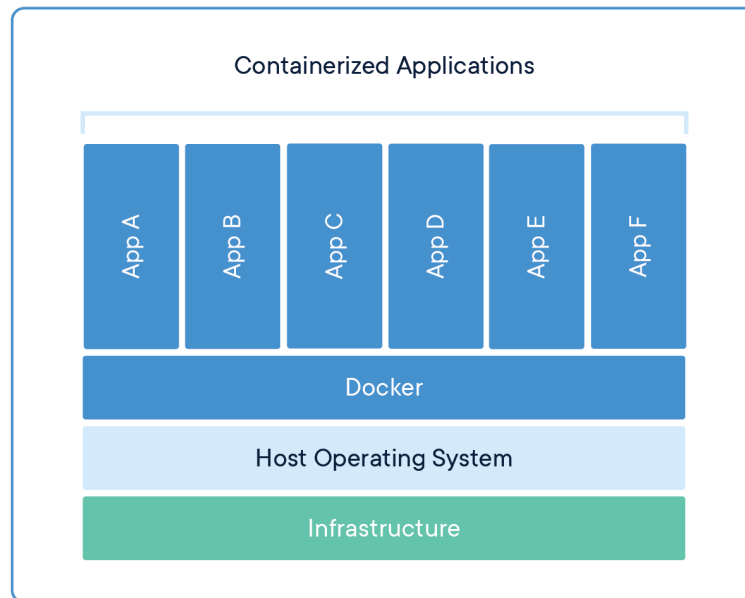 Containerized Applications
App A
App B
App C
App D
App E
App F
Docker
Host Operating System
Infrastructure